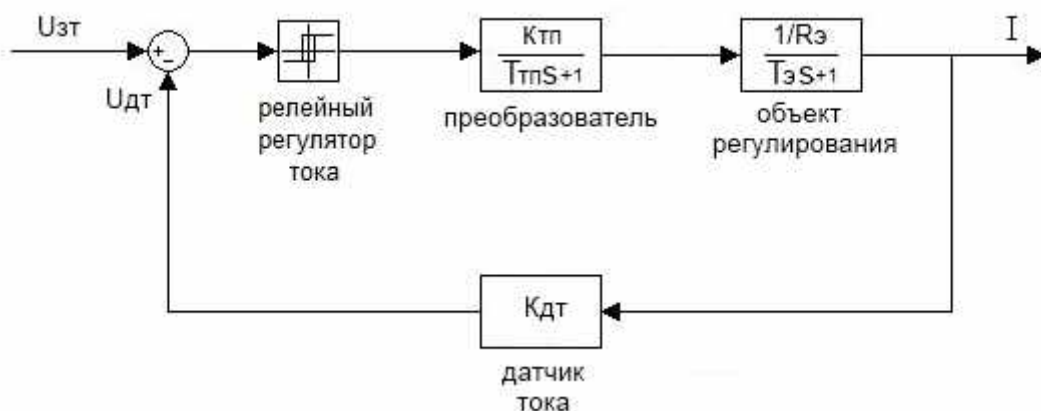 Uзт
+
−
Uдт
релейный
регулятор
тока
Kтп
TтпS+1
преобразователь
1/Rэ
TэS+1
объект
регулирования
I
Kдт
датчик
тока